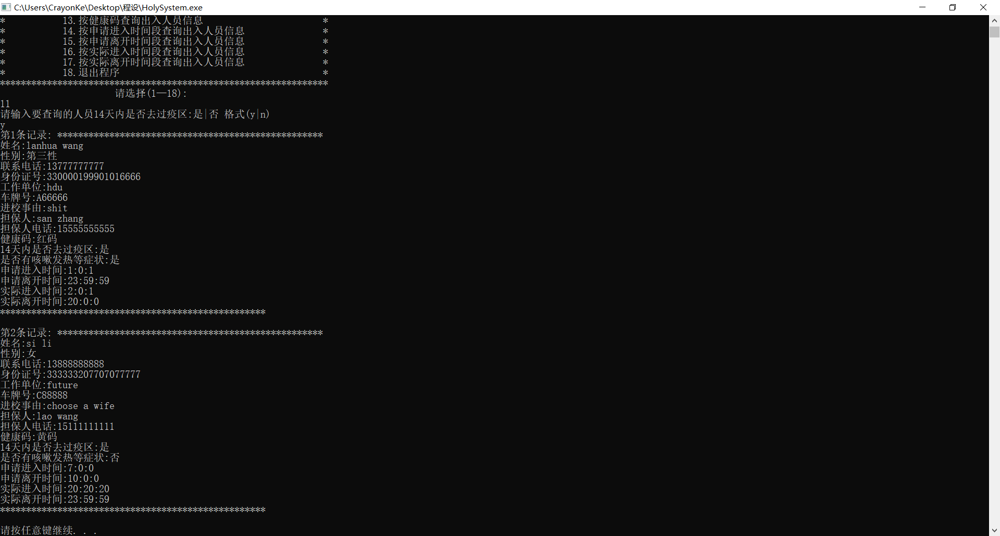 C:\Users\CrayonKe\Desktop\程设\HolySystem.exe
* 13.按健康码查询出入人员信息 *
* 14.按申请进入时间段查询出入人员信息 *
* 15.按申请离开时间段查询出入人员信息 *
* 16.按实际进入时间段查询出入人员信息 *
* 17.按实际离开时间段查询出入人员信息 *
* 18.退出程序 *
***************************************************************
请选择(1—18):
11
请输入要查询的人员14天内是否去过疫区:是|否 格式(y|n)
y
第1条记录: ***************************************************
姓名:lanhua wang
性别:第三性
联系电话:13777777777
身份证号:330000199901016666
工作单位:hdu
车牌号:A66666
进校事由:shit
担保人:san zhang
担保人电话:15555555555
健康码:红码
14天内是否去过疫区:是
是否有咳嗽发热等症状:是
申请进入时间:1:0:1
申请离开时间:23:59:59
实际进入时间:2:0:1
实际离开时间:20:0:0
***************************************************
第2条记录: ***************************************************
姓名:si li
性别:女
联系电话:13888888888
身份证号:333333207707077777
工作单位:future
车牌号:C88888
进校事由:choose a wife
担保人:lao wang
担保人电话:15111111111
健康码:黄码
14天内是否去过疫区:是
是否有咳嗽发热等症状:否
申请进入时间:7:0:0
申请离开时间:10:0:0
实际进入时间:20:20:20
实际离开时间:23:59:59
***************************************************
请按任意键继续. . .